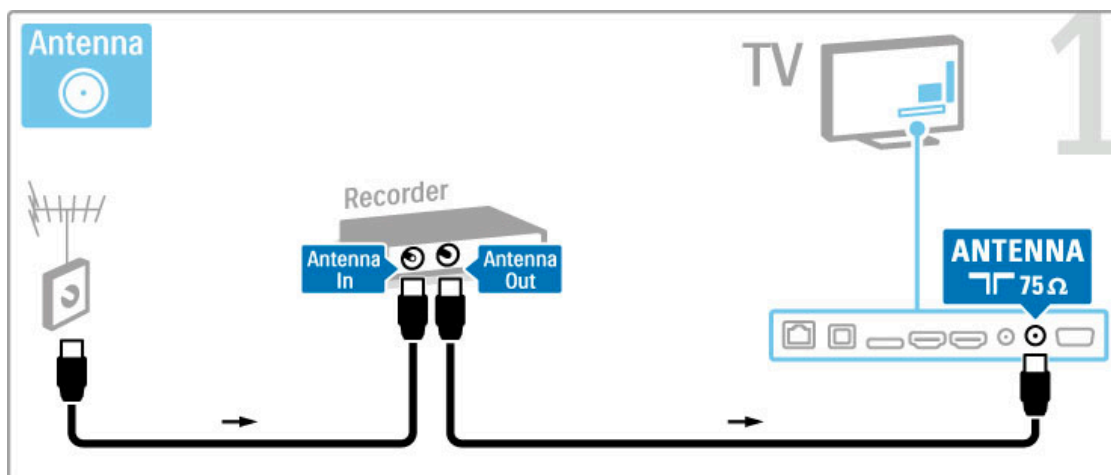 Antenna
TV
1
Recorder
Antenna
In
Antenna
Out
ANTENNA
75 Ω